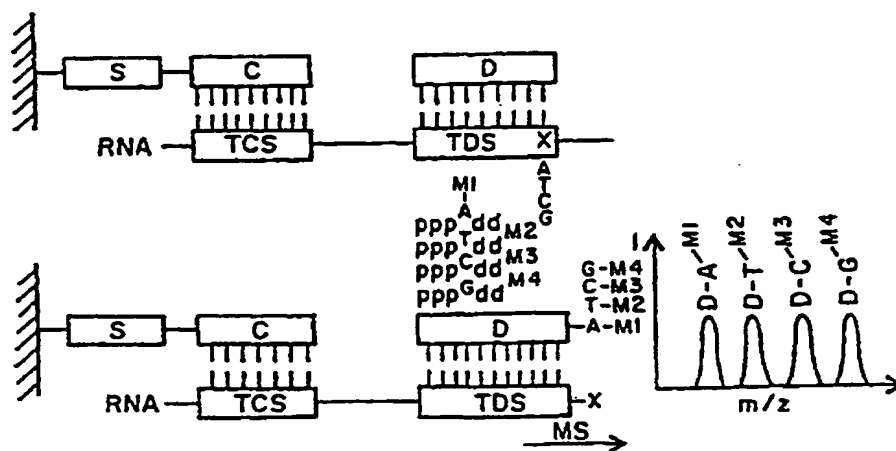 S C D
RNA TCS TDS X
A
T
C
G
M1
A
ppp dd
T M2
ppp dd
C M3
ppp dd
G M4
ppp dd
S C D
G-M4
C-M3
T-M2
A-M1
RNA TCS TDS X
MS
I
M1 M2 M3 M4
D-A D-T D-C D-G
m/z